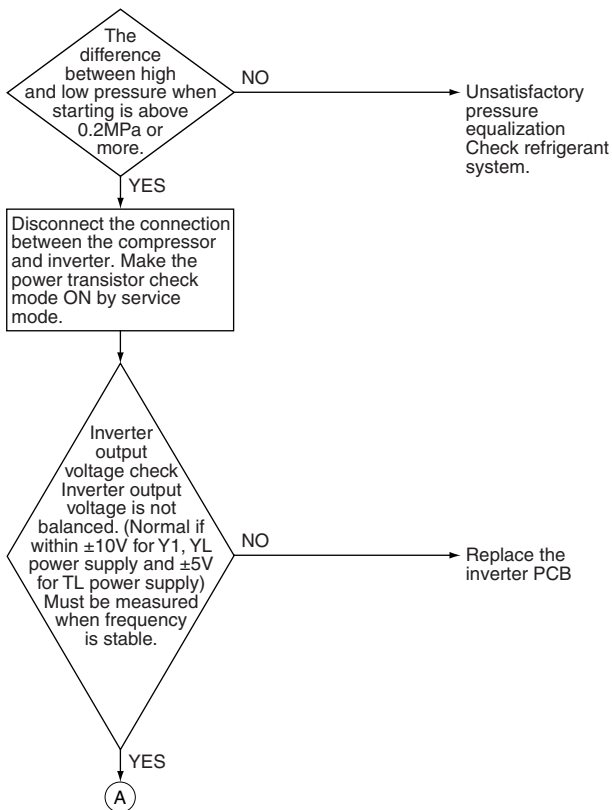 The
difference
between high
and low pressure when
starting is above
0.2MPa or
more.
NO
Unsatisfactory
pressure
equalization
Check refrigerant
system.
YES
Disconnect the connection
between the compressor
and inverter. Make the
power transistor check
mode ON by service
mode.
Inverter
output
voltage check
Inverter output
voltage is not
balanced. (Normal if
within ±10V for Y1, YL
power supply and ±5V
for TL power supply)
Must be measured
when frequency
is stable.
NO
Replace the
inverter PCB
YES
A